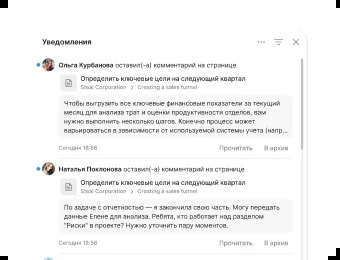 Уведомления
Ольга Курбанова оставил(-а) комментарий на странице
Определить ключевые цели на следующий квартал
Steal Corporation > Creating a sales funnel
Чтобы выгрузить все ключевые финансовые показатели за текущий
месяц для анализа трат и оценки продуктивности отделов, вам
нужно выполнить несколько шагов. Конечно процесс может
варьироваться в зависимости от используемой системы учета (напр...
Сегодня 18:56 Прочитать В архив
Наталья Поклонова оставил(-а) комментарий на странице
Определить ключевые цели на следующий квартал
Steal Corporation > Creating a sales funnel
По задаче с отчетностью — я закончила свою часть. Могу передать
данные Елене для анализа. Ребята, кто работает над разделом
"Риски" в проекте? Нужно уточнить пару моментов.
Сегодня 18:56 Прочитать В архив